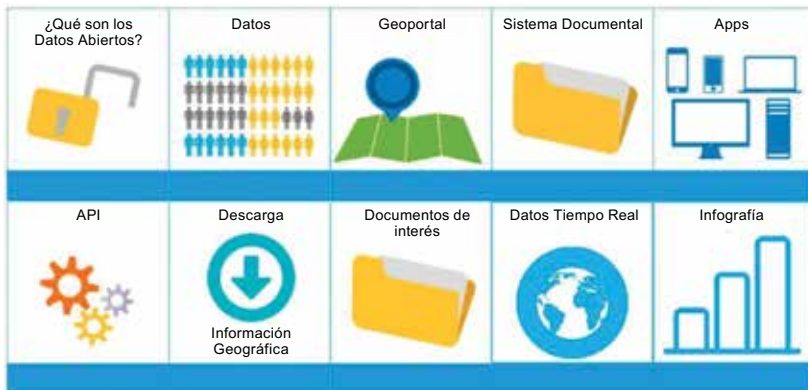 ¿Qué son los
Datos Abiertos?
Datos
Geoportal
Sistema Documental
Apps
API
Descarga
Información
Geográfica
Documentos de
interés
Datos Tiempo Real
Infografía